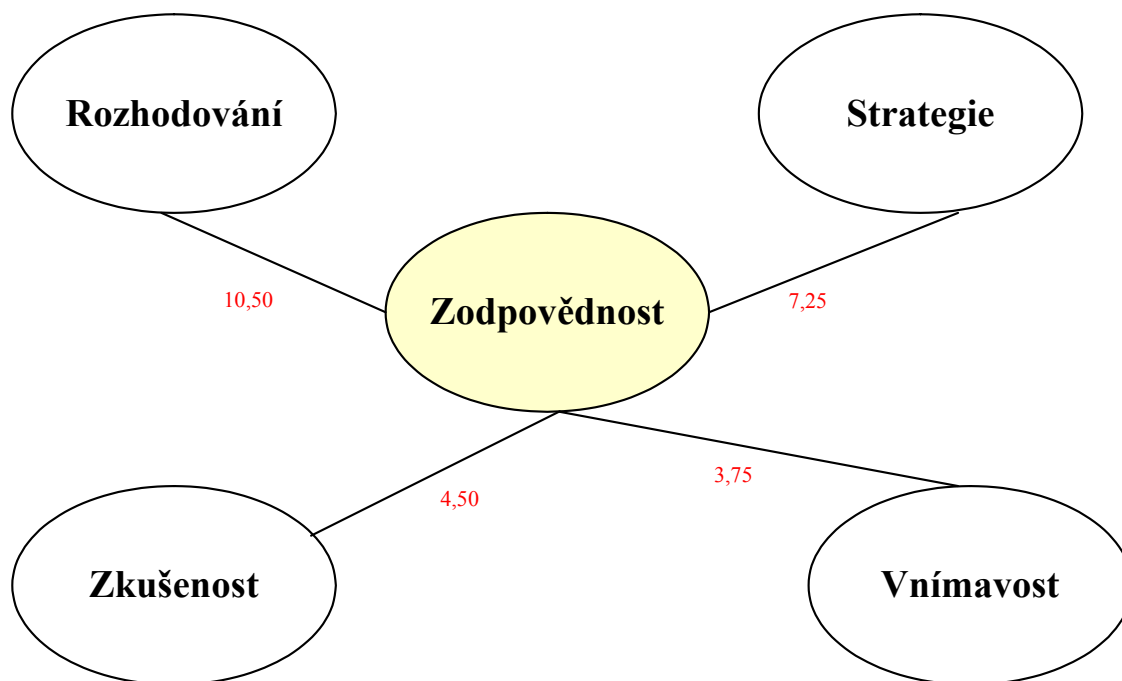 Rozhodování
Strategie
10,50
Zodpovědnost
7,25
4,50
3,75
Zkušenost
Vnímavost